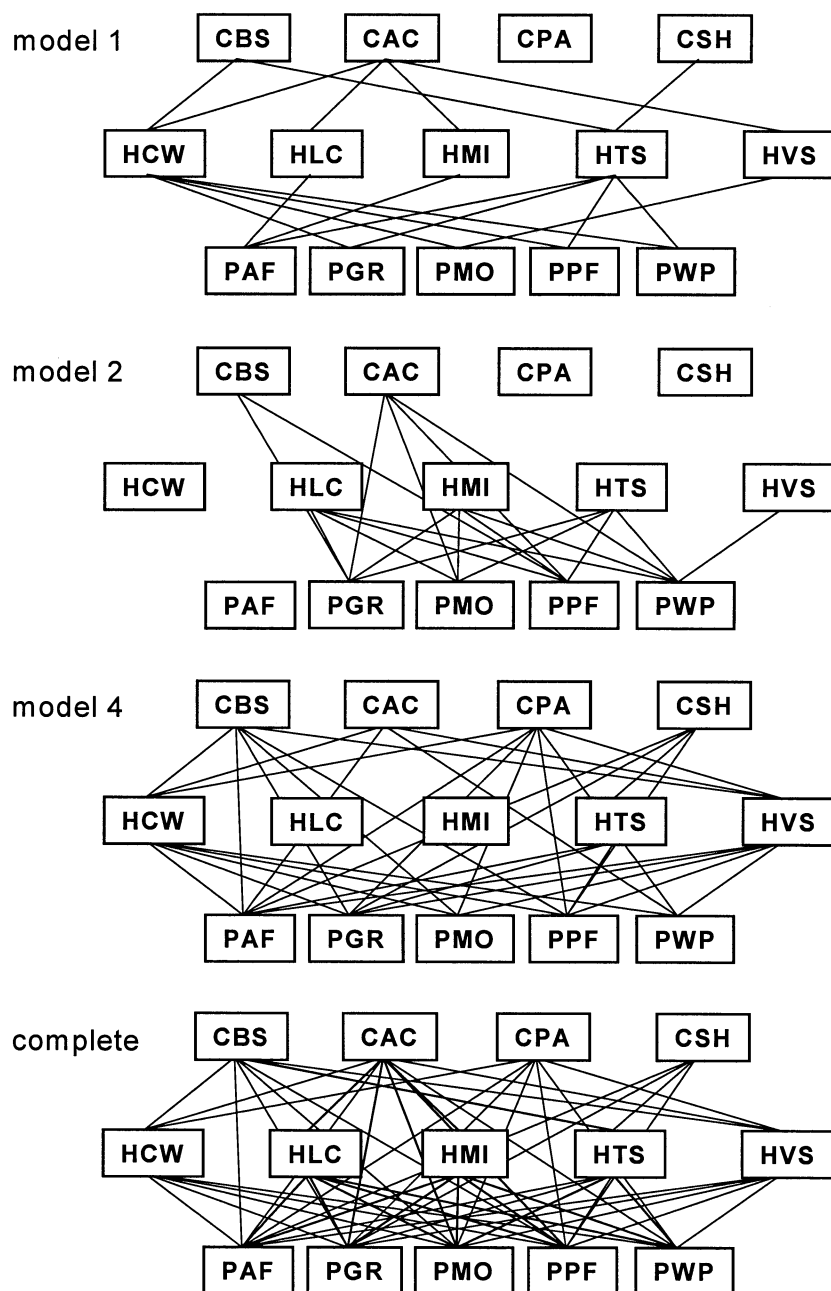 model 1 CBS CAC CPA CSH
HCW HLC HMI HTS HVS
PAF PGR PMO PPF PWP
model 2 CBS CAC CPA CSH
HCW HLC HMI HTS HVS
PAF PGR PMO PPF PWP
model 4 CBS CAC CPA CSH
HCW HLC HMI HTS HVS
PAF PGR PMO PPF PWP
complete CBS CAC CPA CSH
HCW HLC HMI HTS HVS
PAF PGR PMO PPF PWP